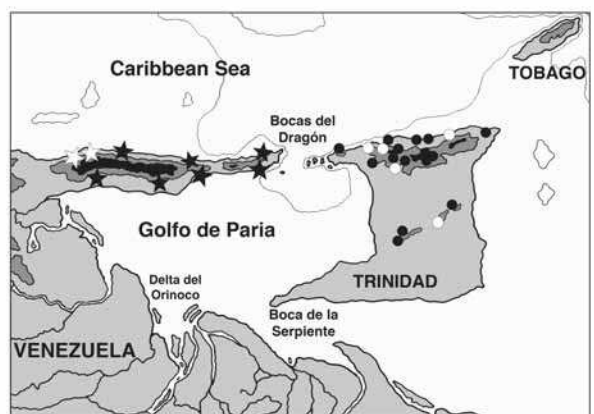 Caribbean Sea
TOBAGO
Bocas del
Dragón
Golfo de Paria
Delta del
Orinoco
TRINIDAD
Boca de la
Serpiente
VENEZUELA